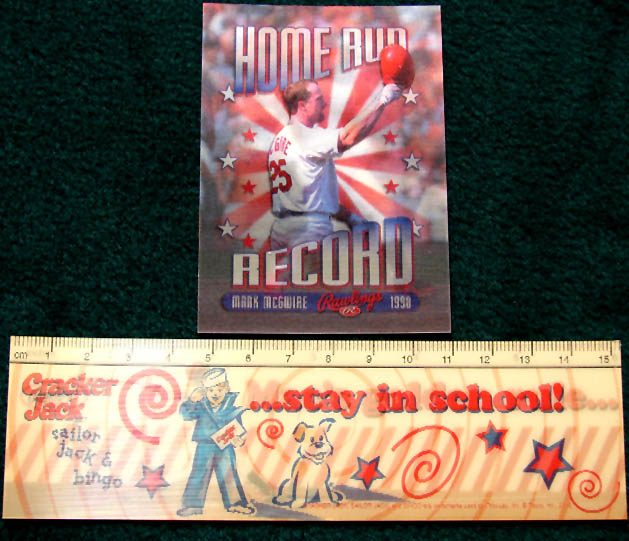 HOME RUN
GIRE
25
RECORD
MARK McGWIRE Rawlings R 1998
cm 1 2 3 4 5 6 7 8 9 10 11 12 13 14 15
Cracker Jack
...stay in school!
sailor
jack &
bingo